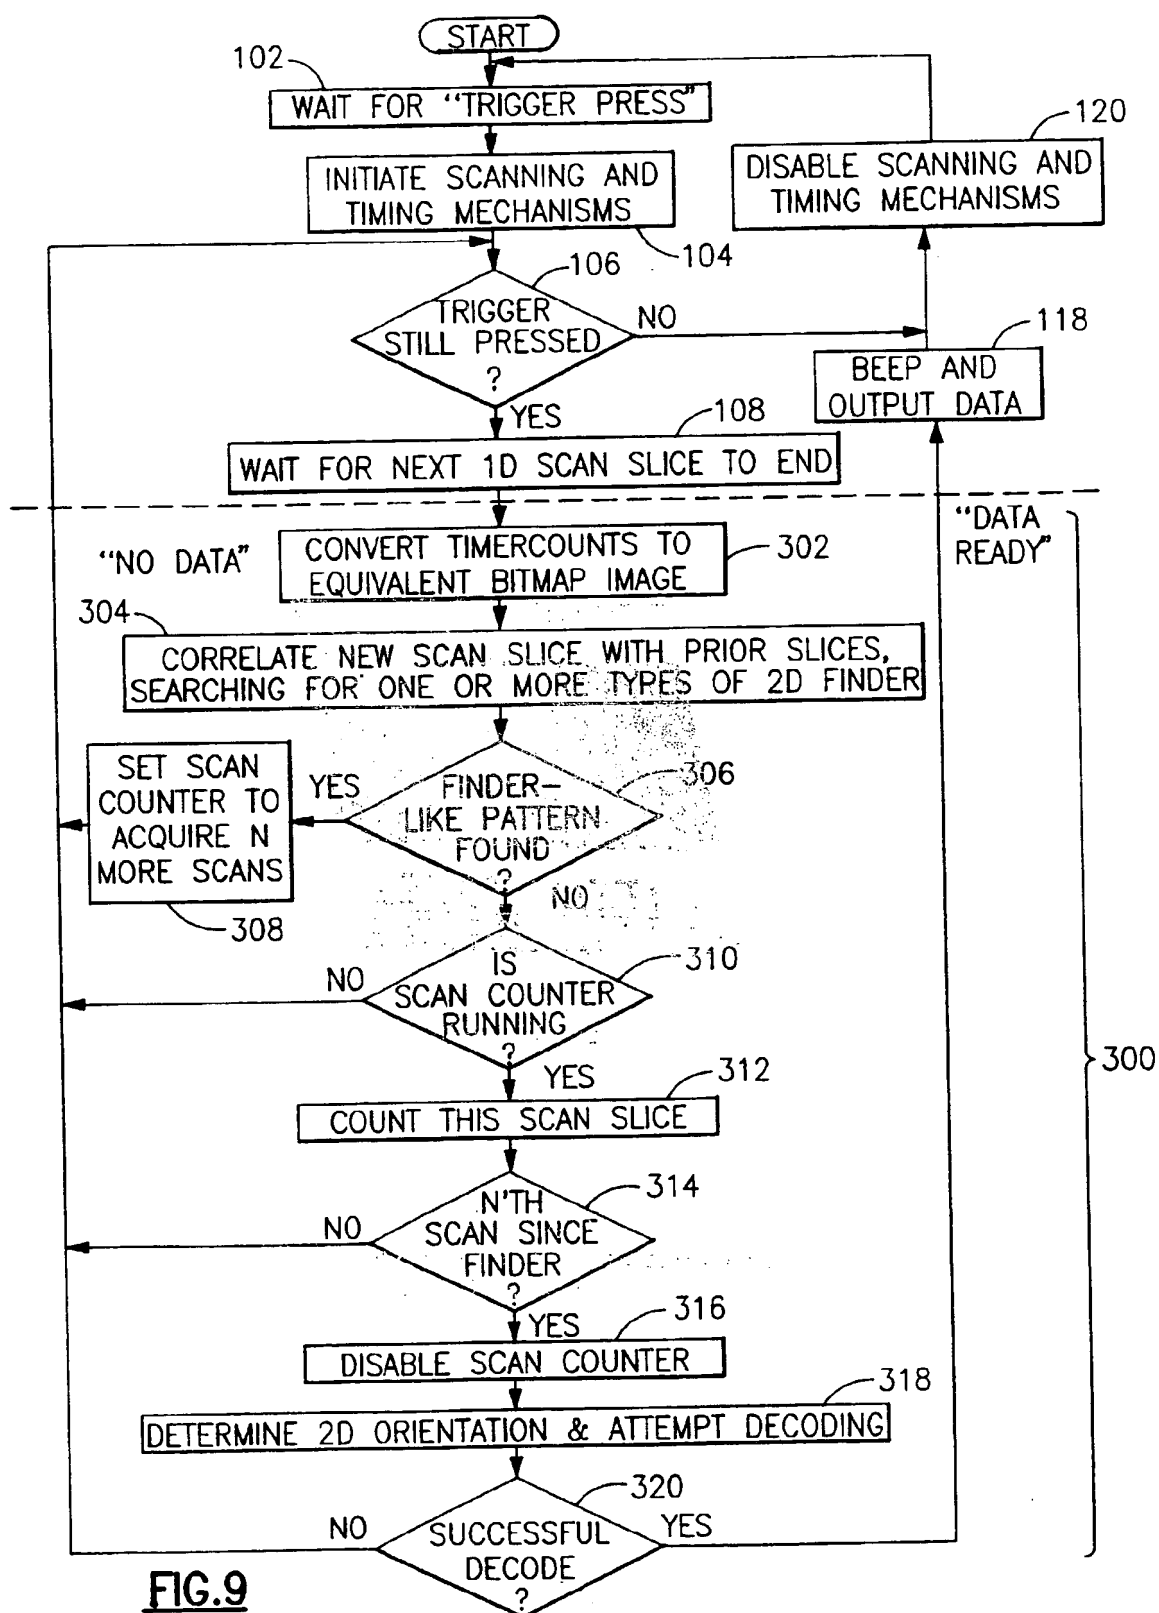 START
102
WAIT FOR "TRIGGER PRESS"
120
INITIATE SCANNING AND
TIMING MECHANISMS
104
DISABLE SCANNING AND
TIMING MECHANISMS
106
TRIGGER
STILL PRESSED
?
NO
118
BEEP AND
OUTPUT DATA
YES
108
WAIT FOR NEXT 1D SCAN SLICE TO END
"NO DATA"
"DATA
READY"
CONVERT TIMERCOUNTS TO
EQUIVALENT BITMAP IMAGE
302
304
CORRELATE NEW SCAN SLICE WITH PRIOR SLICES,
SEARCHING FOR ONE OR MORE TYPES OF 2D FINDER
SET SCAN
COUNTER TO
ACQUIRE N
MORE SCANS
308
YES
FINDER-
LIKE PATTERN
FOUND
?
306
NO
IS
SCAN COUNTER
RUNNING
?
310
NO
YES
300
312
COUNT THIS SCAN SLICE
N'TH
SCAN SINCE
FINDER
?
314
NO
YES
316
DISABLE SCAN COUNTER
318
DETERMINE 2D ORIENTATION & ATTEMPT DECODING
320
NO
SUCCESSFUL
DECODE
?
YES
FIG.9